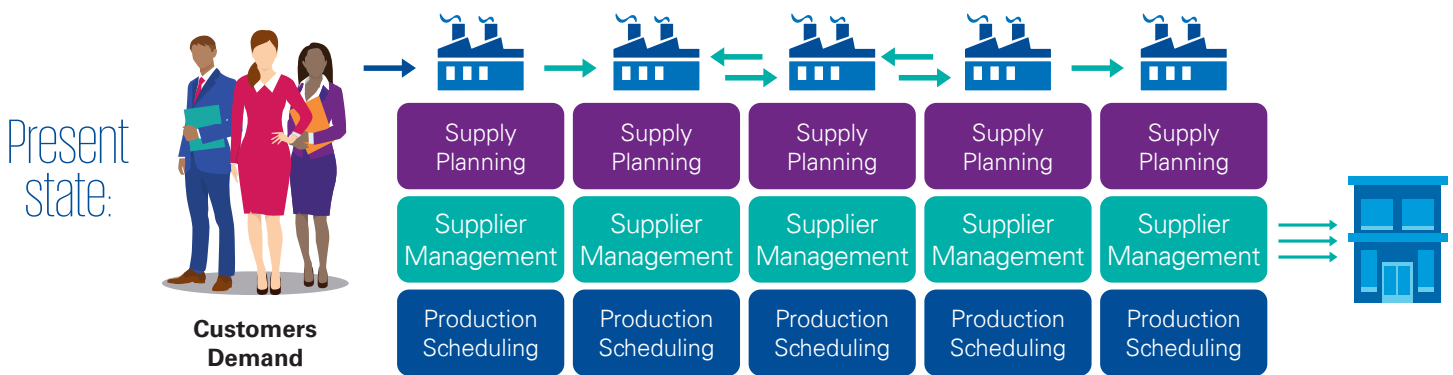 Present
state:
Customers
Demand
Supply
Planning
Supply
Planning
Supply
Planning
Supply
Planning
Supply
Planning
Supplier
Management
Supplier
Management
Supplier
Management
Supplier
Management
Supplier
Management
Production
Scheduling
Production
Scheduling
Production
Scheduling
Production
Scheduling
Production
Scheduling